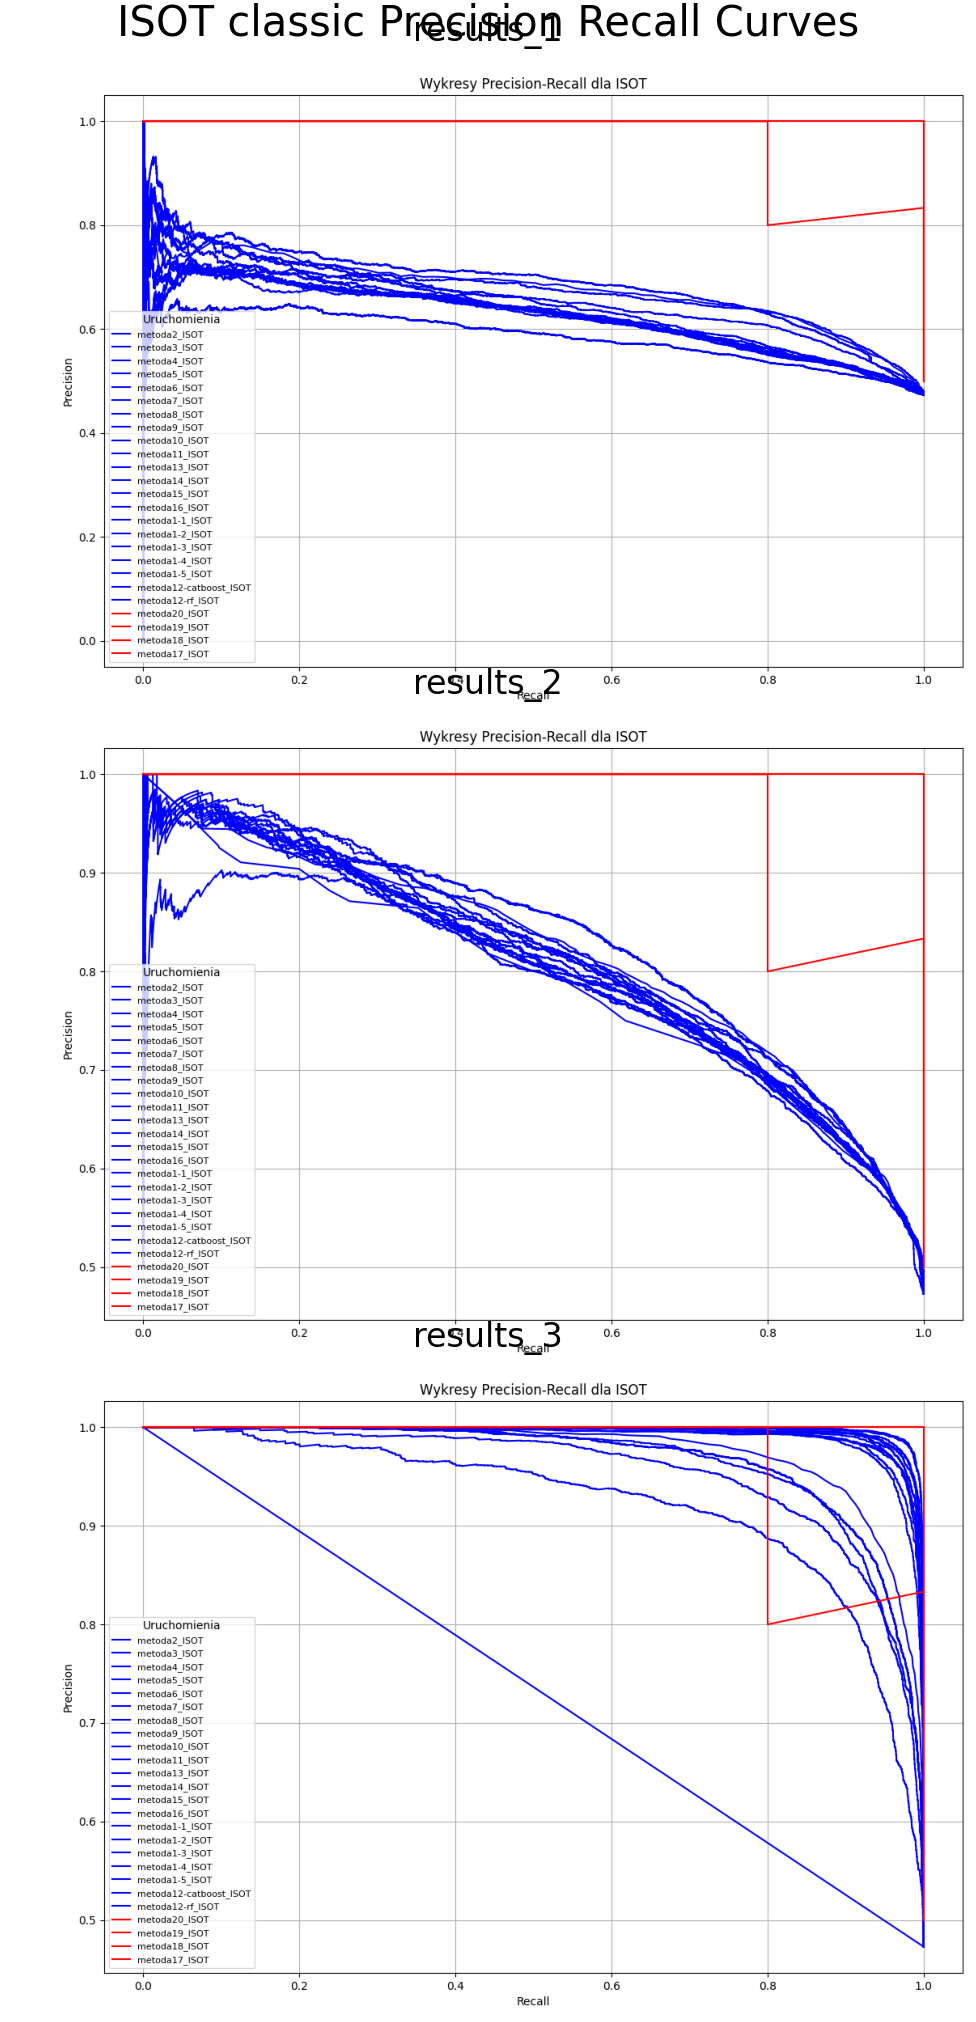 ISOT classic Precision Recall Curves
results_1
Wykresy Precision-Recall dla ISOT
1.0
0.8
0.6
0.4
0.2
0.0
Precision
Uruchomienia
metoda2_ISOT
metoda3_ISOT
metoda4_ISOT
metoda5_ISOT
metoda6_ISOT
metoda7_ISOT
metoda8_ISOT
metoda9_ISOT
metoda10_ISOT
metoda11_ISOT
metoda13_ISOT
metoda14_ISOT
metoda15_ISOT
metoda16_ISOT
metoda1-1_ISOT
metoda1-2_ISOT
metoda1-3_ISOT
metoda1-4_ISOT
metoda1-5_ISOT
metoda12-catboost_ISOT
metoda12-rf_ISOT
metoda20_ISOT
metoda19_ISOT
metoda18_ISOT
metoda17_ISOT
0.0 0.2 0.4 0.6 0.8 1.0
Recall
results_2
Wykresy Precision-Recall dla ISOT
1.0
0.9
0.8
0.7
0.6
0.5
Precision
Uruchomienia
metoda2_ISOT
metoda3_ISOT
metoda4_ISOT
metoda5_ISOT
metoda6_ISOT
metoda7_ISOT
metoda8_ISOT
metoda9_ISOT
metoda10_ISOT
metoda11_ISOT
metoda13_ISOT
metoda14_ISOT
metoda15_ISOT
metoda16_ISOT
metoda1-1_ISOT
metoda1-2_ISOT
metoda1-3_ISOT
metoda1-4_ISOT
metoda1-5_ISOT
metoda12-catboost_ISOT
metoda12-rf_ISOT
metoda20_ISOT
metoda19_ISOT
metoda18_ISOT
metoda17_ISOT
0.0 0.2 0.4 0.6 0.8 1.0
Recall
results_3
Wykresy Precision-Recall dla ISOT
1.0
0.9
0.8
0.7
0.6
0.5
Precision
Uruchomienia
metoda2_ISOT
metoda3_ISOT
metoda4_ISOT
metoda5_ISOT
metoda6_ISOT
metoda7_ISOT
metoda8_ISOT
metoda9_ISOT
metoda10_ISOT
metoda11_ISOT
metoda13_ISOT
metoda14_ISOT
metoda15_ISOT
metoda16_ISOT
metoda1-1_ISOT
metoda1-2_ISOT
metoda1-3_ISOT
metoda1-4_ISOT
metoda1-5_ISOT
metoda12-catboost_ISOT
metoda12-rf_ISOT
metoda20_ISOT
metoda19_ISOT
metoda18_ISOT
metoda17_ISOT
0.0 0.2 0.4 0.6 0.8 1.0
Recall